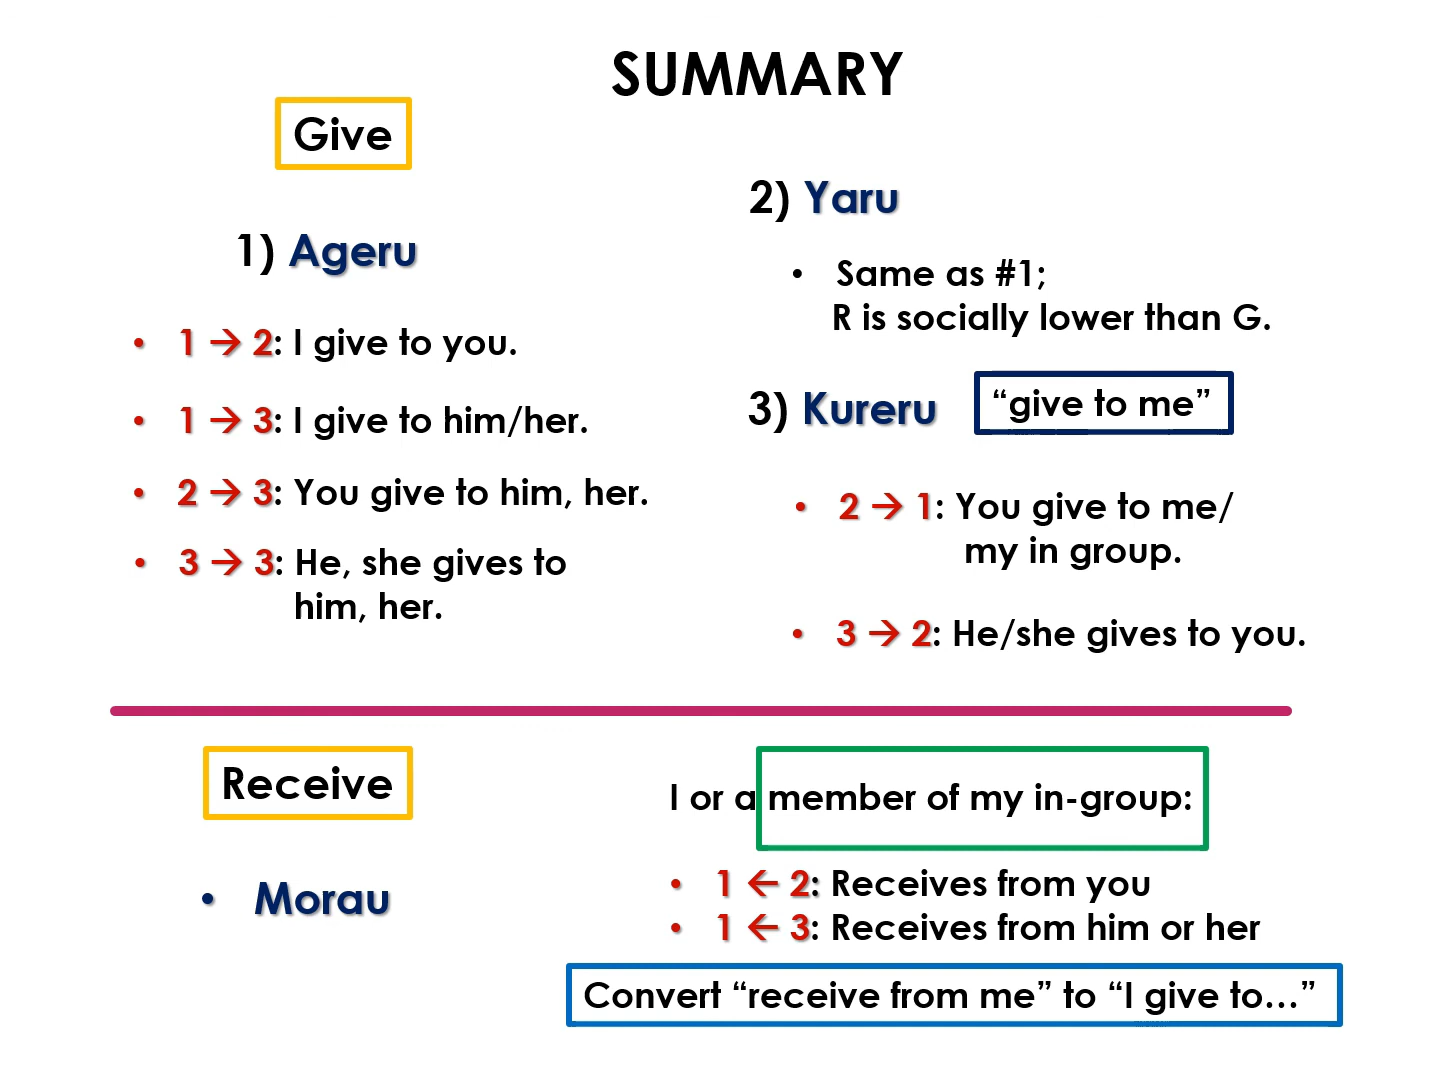 SUMMARY
Give
1) Ageru
• 1 → 2: I give to you.
• 1 → 3: I give to him/her.
• 2 → 3: You give to him, her.
• 3 → 3: He, she gives to
him, her.
2) Yaru
• Same as #1;
R is socially lower than G.
3) Kureru
“give to me”
• 2 → 1: You give to me/
my in group.
• 3 → 2: He/she gives to you.
Receive
• Morau
I or a member of my in-group:
• 1 ← 2: Receives from you
• 1 ← 3: Receives from him or her
Convert “receive from me” to “I give to…”